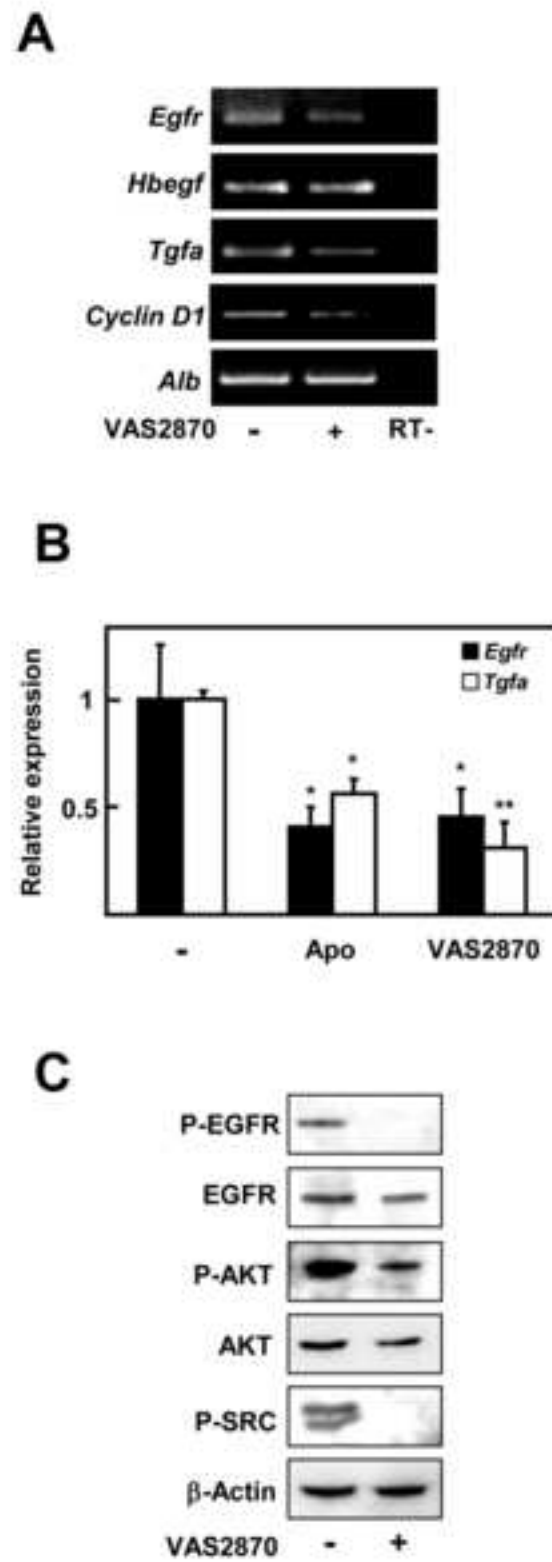 A
Egfr
Hbegf
Tgfa
Cyclin D1
Alb
VAS2870 - + RT-
B
Relative expression
1
0.5
Egfr
Tgfa
* * * **
- Apo VAS2870
C
P-EGFR
EGFR
P-AKT
AKT
P-SRC
β-Actin
VAS2870 - +